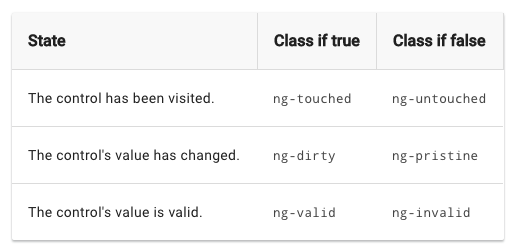 State Class if true Class if false
The control has been visited. ng-touched ng-untouched
The control's value has changed. ng-dirty ng-pristine
The control's value is valid. ng-valid ng-invalid